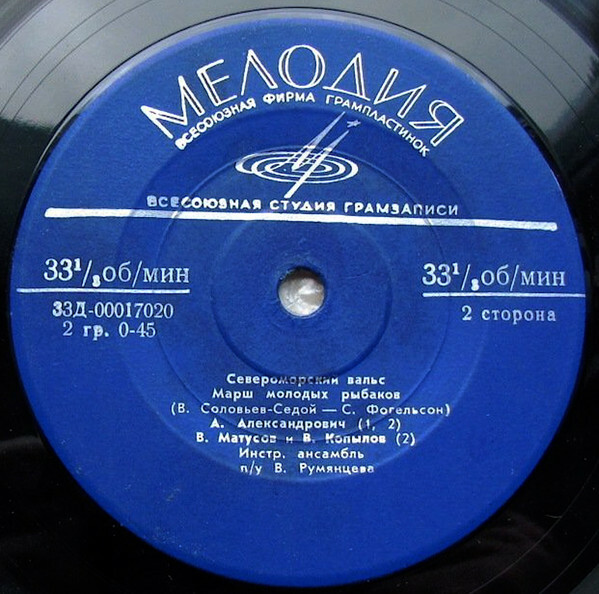 МЕЛОДИЯ
ВСЕСОЮЗНАЯ ФИРМА ГРАМПЛАСТИНОК
ВСЕСОЮЗНАЯ СТУДИЯ ГРАМЗАПИСИ
33¹/₃об/мин
33¹/₃об/мин
33Д-00017020
2 гр. 0-45
2 сторона
Североморский вальс
Марш молодых рыбаков
(В. Соловьев-Седой — С. Фогельсон)
А. Александрович (1, 2)
В. Матусов и В. Копылов (2)
Инстр. ансамбль
п/у В. Румянцева